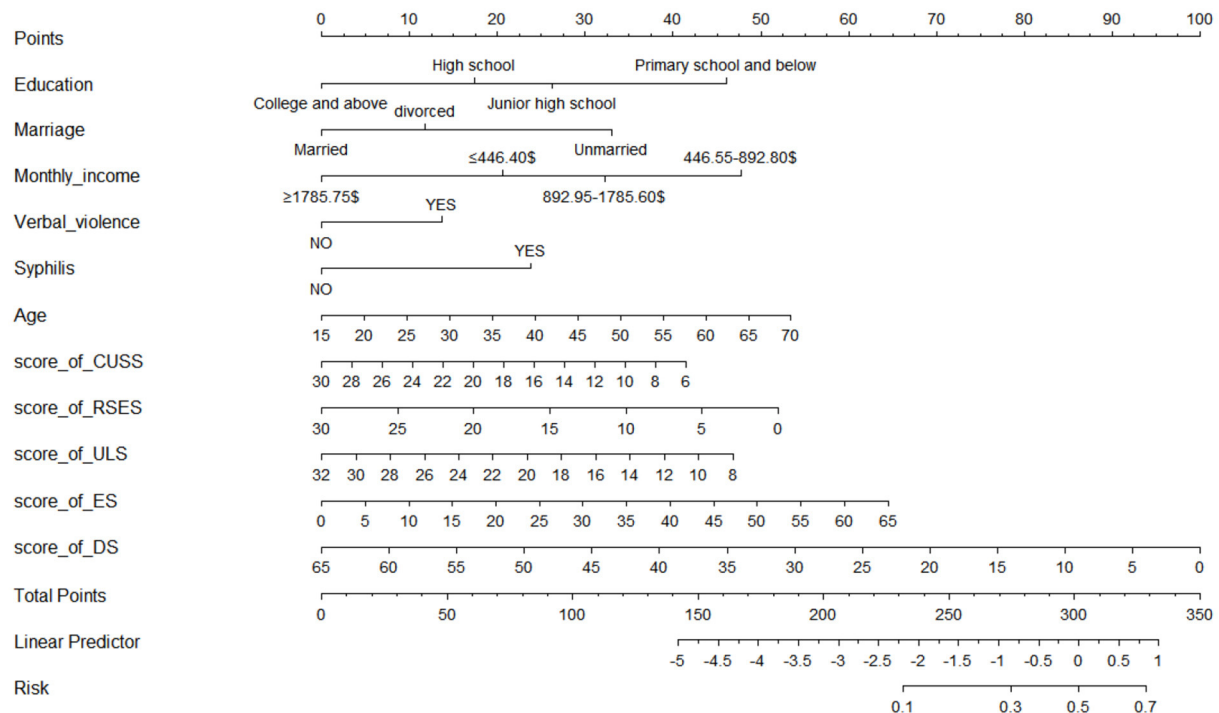 Points
0 10 20 30 40 50 60 70 80 90 100
Education
High school Primary school and below
College and above Junior high school
Marriage
divorced
Married Unmarried
Monthly_income
≤446.40$ 446.55-892.80$
≥1785.75$ 892.95-1785.60$
Verbal_violence
YES
NO
Syphilis
YES
NO
Age
15 20 25 30 35 40 45 50 55 60 65 70
score_of_CUSS
30 28 26 24 22 20 18 16 14 12 10 8 6
score_of_RSES
30 25 20 15 10 5 0
score_of_ULS
32 30 28 26 24 22 20 18 16 14 12 10 8
score_of_ES
0 5 10 15 20 25 30 35 40 45 50 55 60 65
score_of_DS
65 60 55 50 45 40 35 30 25 20 15 10 5 0
Total Points
0 50 100 150 200 250 300 350
Linear Predictor
-5 -4.5 -4 -3.5 -3 -2.5 -2 -1.5 -1 -0.5 0 0.5 1
Risk
0.1 0.3 0.5 0.7